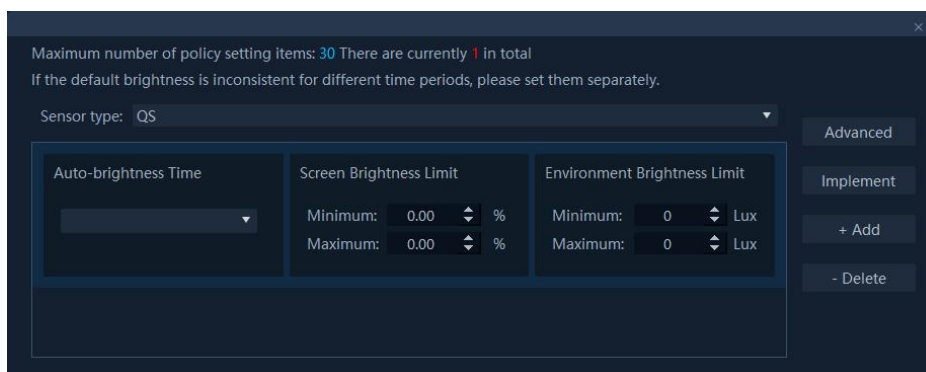 Maximum number of policy setting items: 30 There are currently 1 in total
If the default brightness is inconsistent for different time periods, please set them separately.
Sensor type: QS
Advanced
Auto-brightness Time
Screen Brightness Limit
Environment Brightness Limit
Implement
Minimum: 0.00 %
Minimum: 0 Lux
Maximum: 0.00 %
Maximum: 0 Lux
+ Add
- Delete